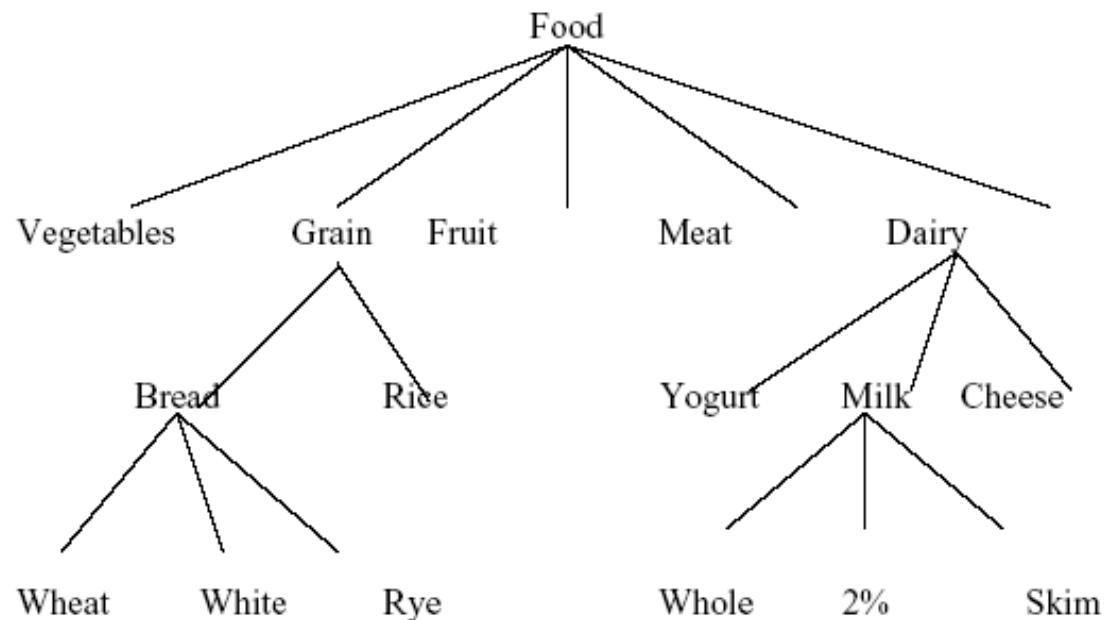 Food
Vegetables Grain Fruit Meat Dairy
Bread Rice Yogurt Milk Cheese
Wheat White Rye Whole 2% Skim